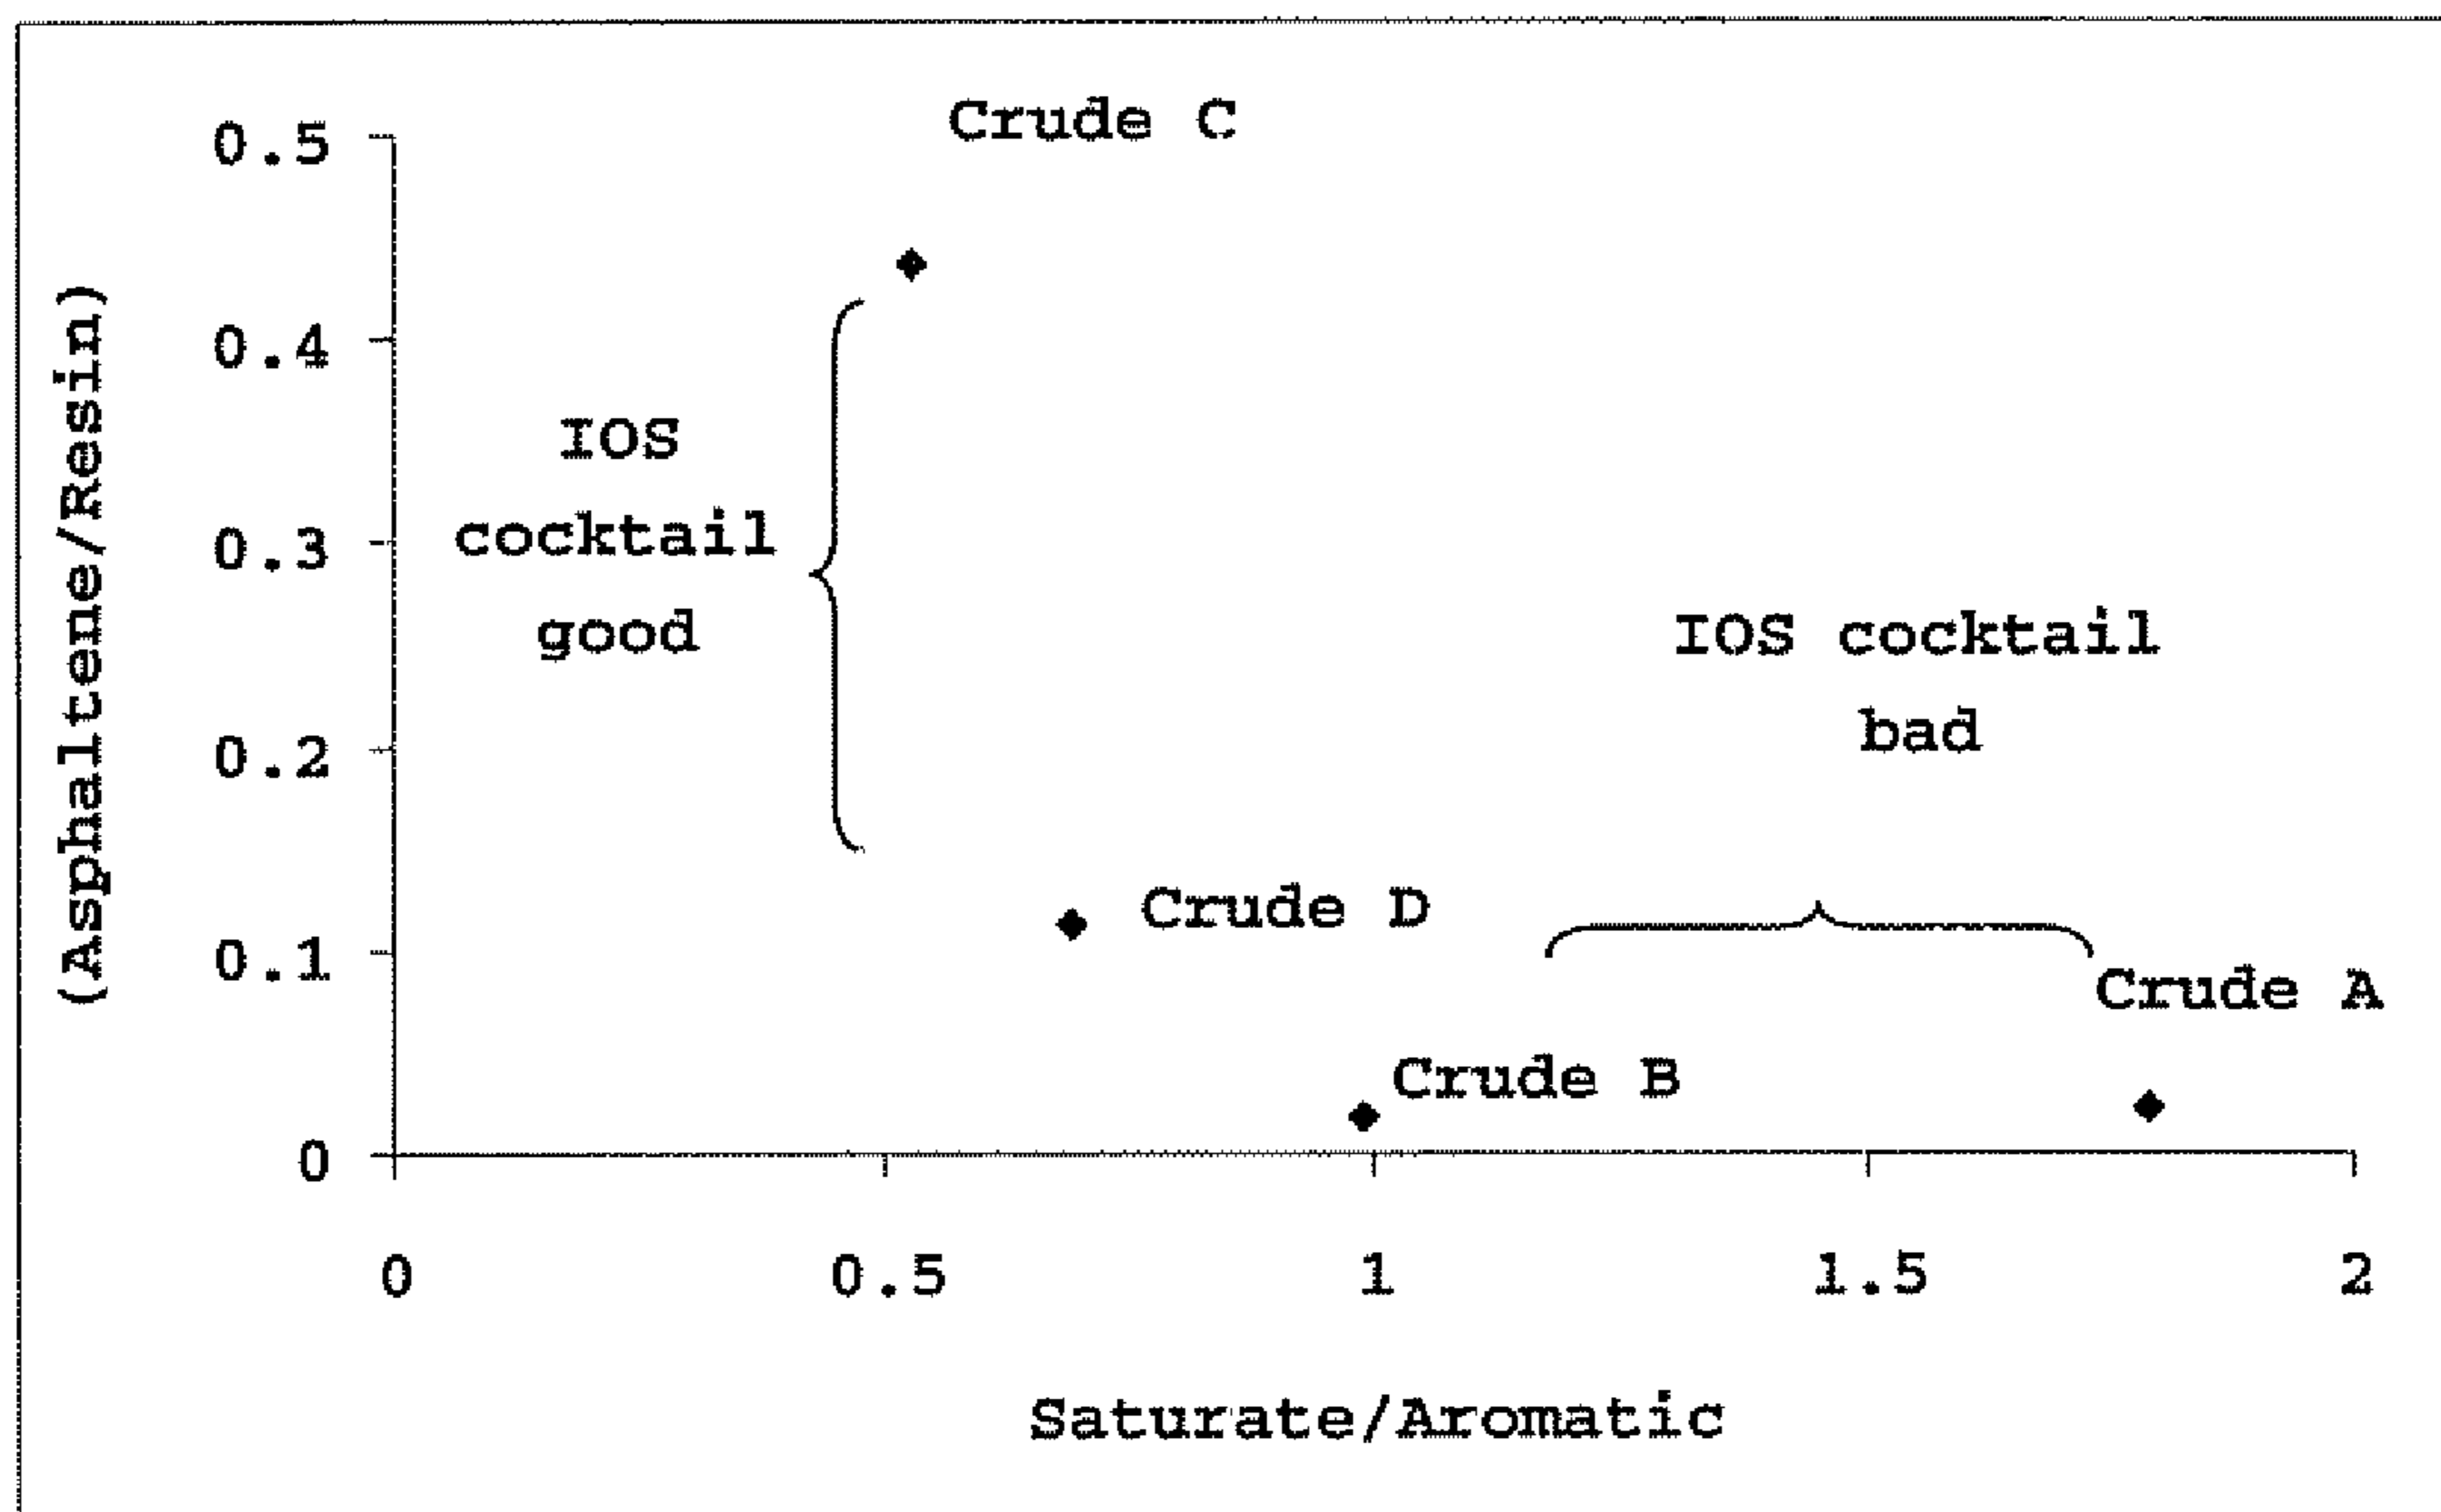 Crude C
0.5
0.4
0.3
0.2
0.1
0
(Asphaltene/Resin)
IOS
cocktail
good
IOS cocktail
bad
Crude D
Crude A
Crude B
0
0.5
1
1.5
2
Saturate/Aromatic